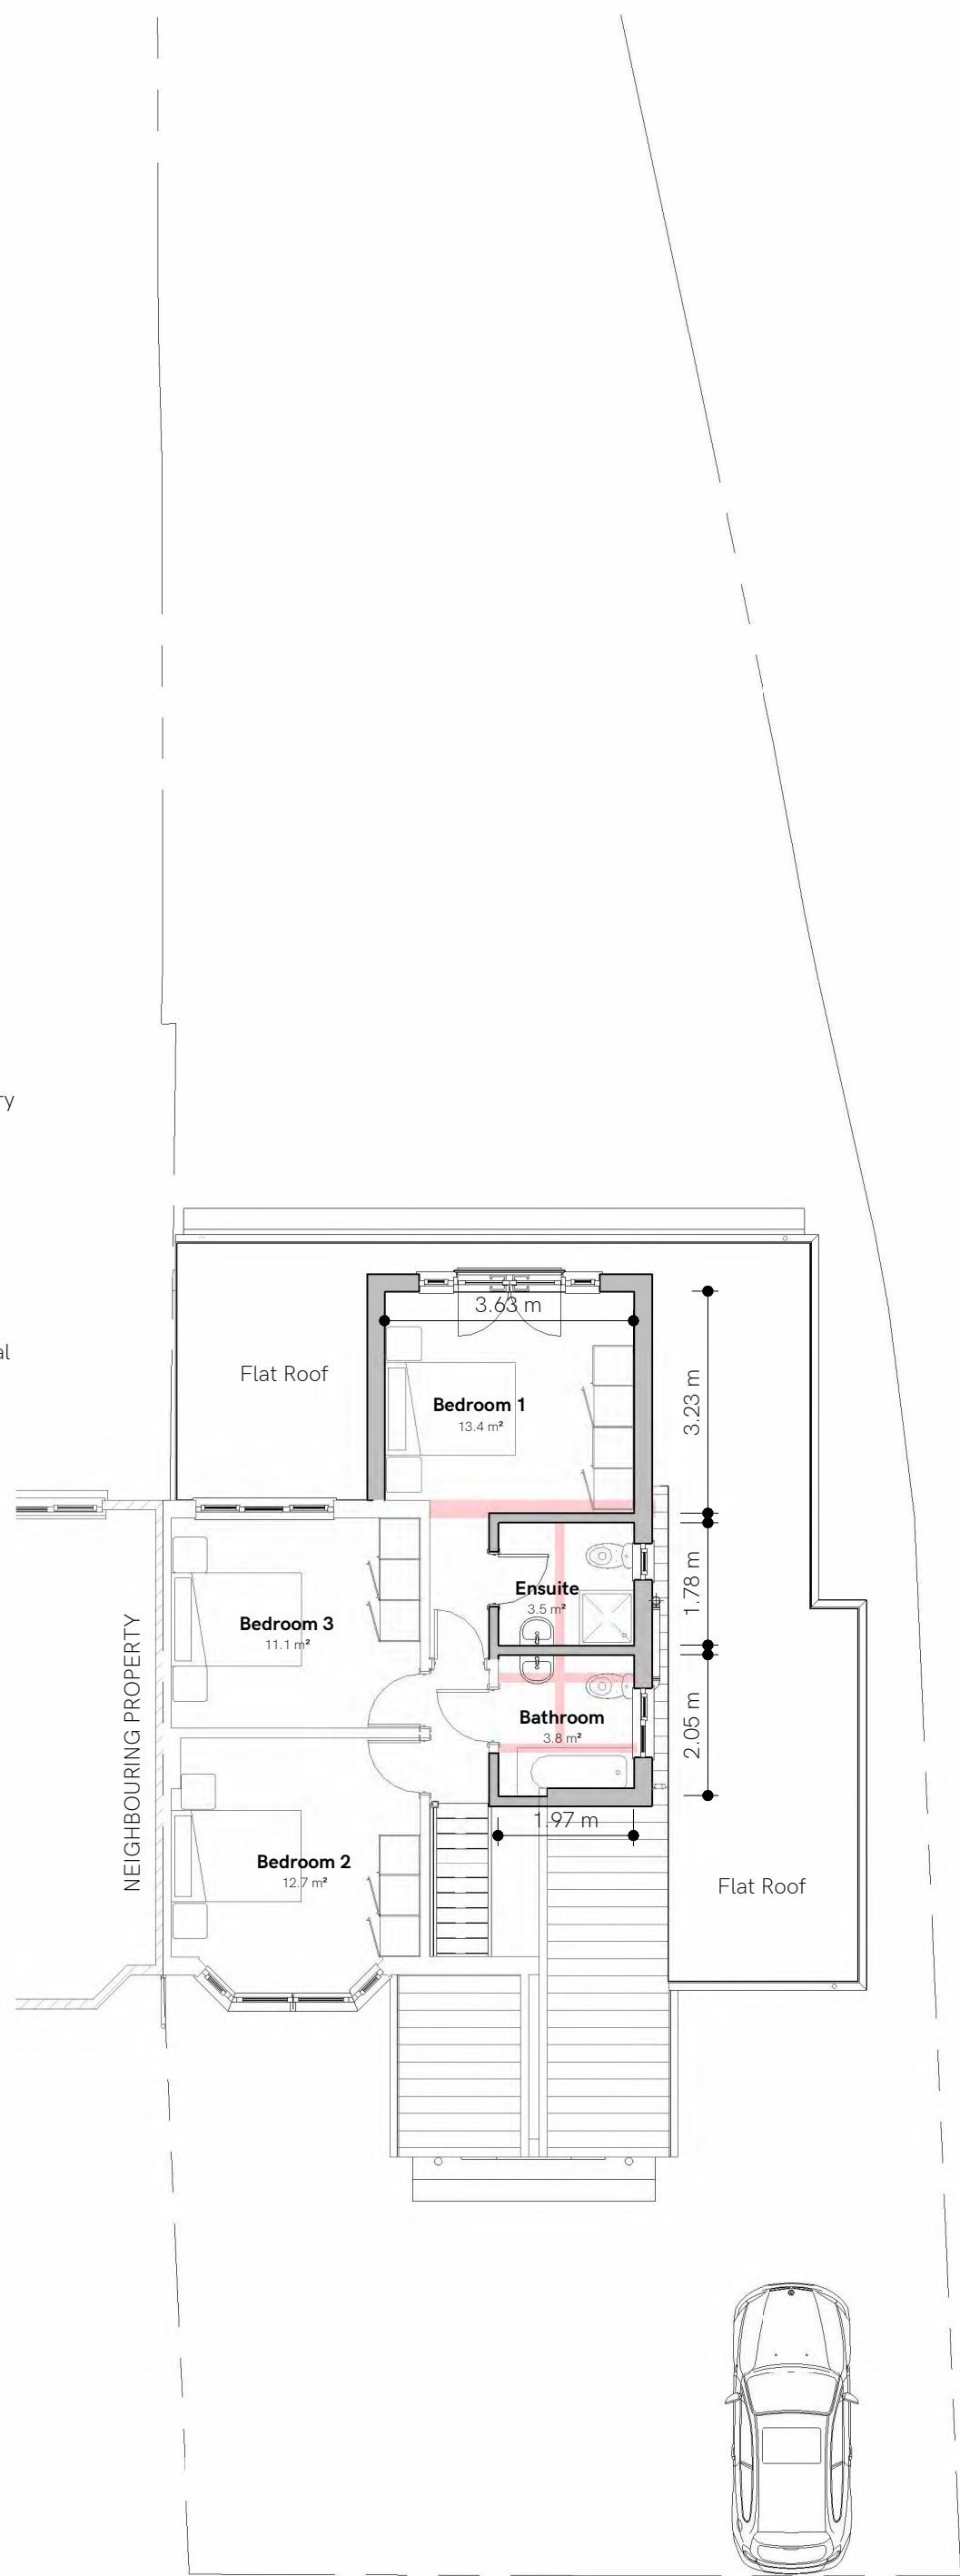 ry
al
3.63 m
Flat Roof
3.23 m
Bedroom 1
13.4 m²
Ensuite
3.5 m²
1.78 m
Bedroom 3
11.1 m²
NEIGHBOURING PROPERTY
Bathroom
3.8 m²
2.05 m
1.97 m
Bedroom 2
12.7 m²
Flat Roof